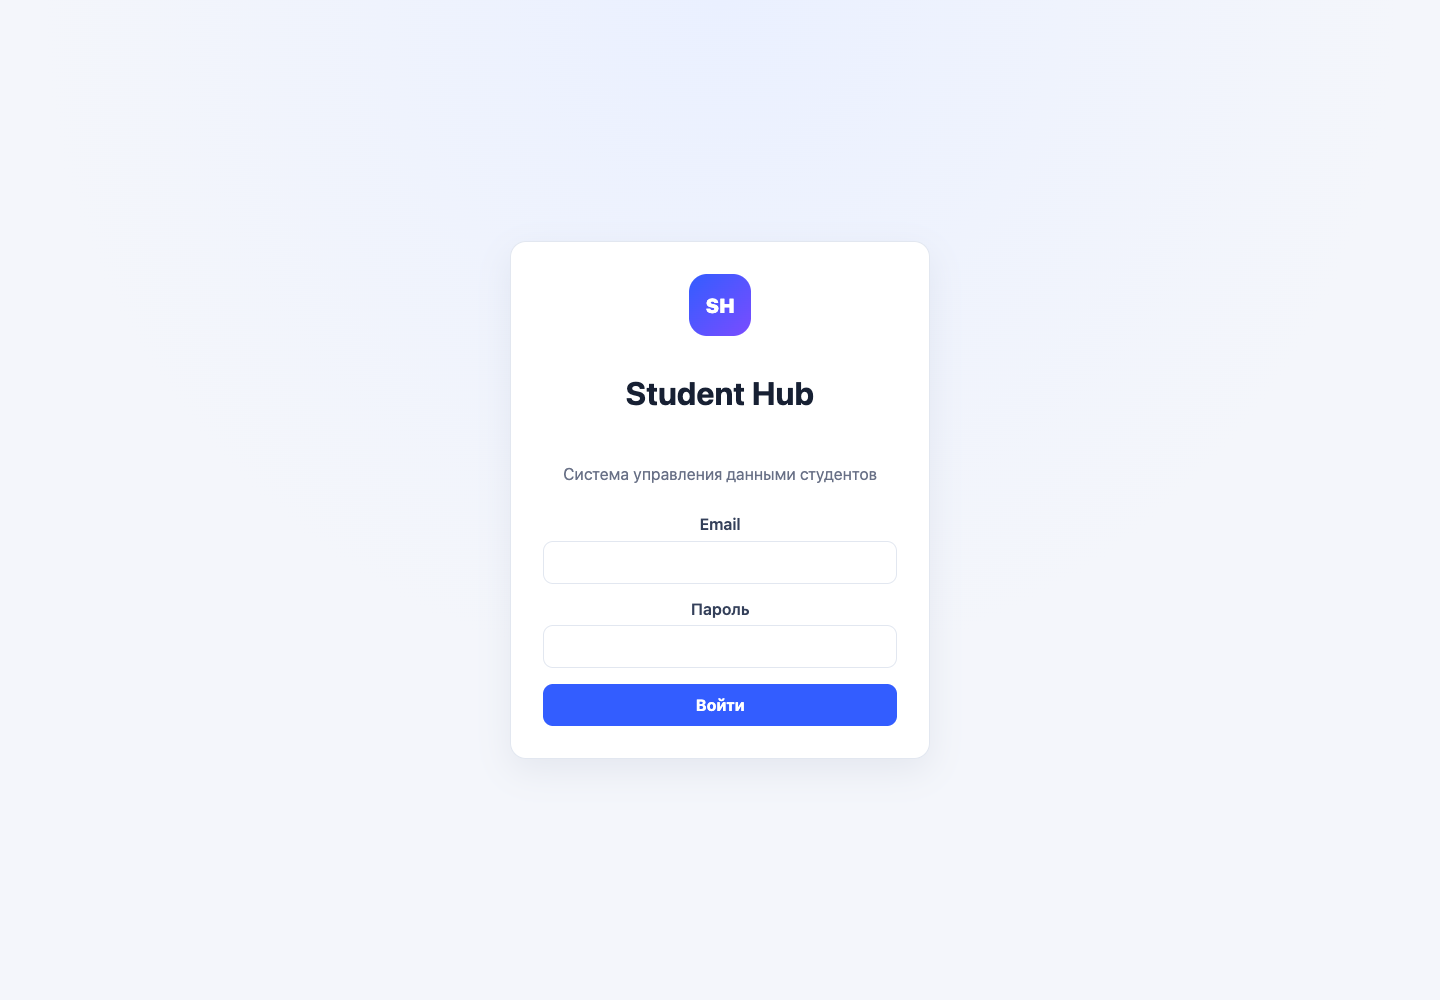 SH
Student Hub
Система управления данными студентов
Email
Пароль
Войти